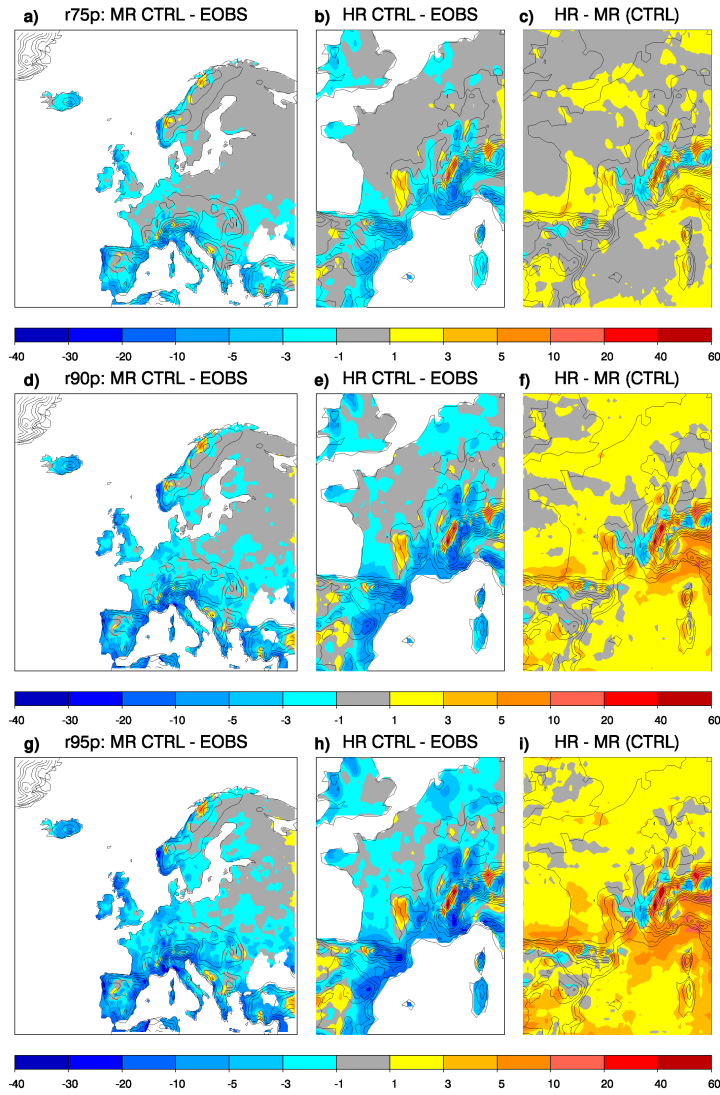 a) r75p: MR CTRL - EOBS b) HR CTRL - EOBS c) HR - MR (CTRL)
-40 -30 -20 -10 -5 -3 -1 1 3 5 10 20 40 60
d) r90p: MR CTRL - EOBS e) HR CTRL - EOBS f) HR - MR (CTRL)
-40 -30 -20 -10 -5 -3 -1 1 3 5 10 20 40 60
g) r95p: MR CTRL - EOBS h) HR CTRL - EOBS i) HR - MR (CTRL)
-40 -30 -20 -10 -5 -3 -1 1 3 5 10 20 40 60